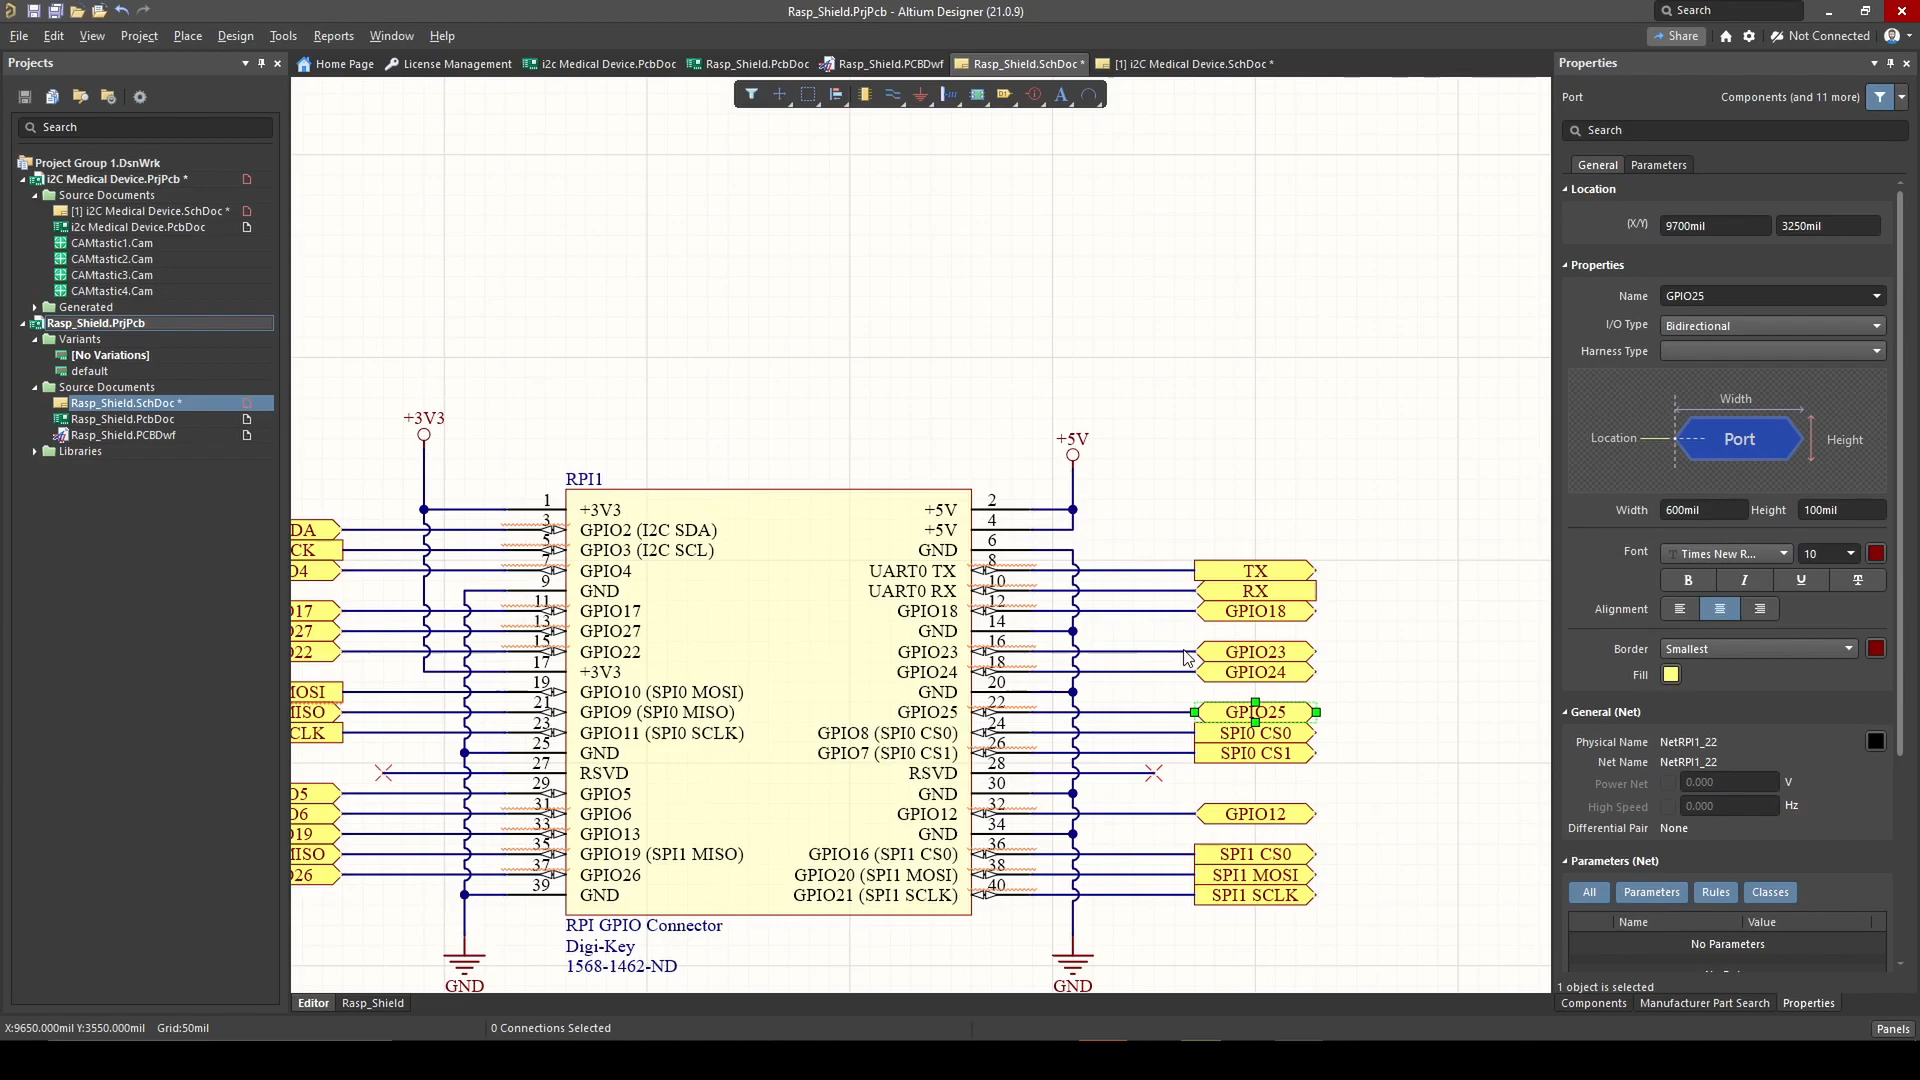 Rasp_Shield.PrjPcb - Altium Designer (21.0.9)
Search
File Edit View Project Place Design Tools Reports Window Help
Share
Not Connected
Projects
Home Page
License Management
i2c Medical Device.PcbDoc
Rasp_Shield.PcbDoc
Rasp_Shield.PCBDwf
Rasp_Shield.SchDoc *
[1] i2C Medical Device.SchDoc *
Search
Project Group 1.DsnWrk
i2C Medical Device.PrjPcb *
Source Documents
[1] i2C Medical Device.SchDoc *
i2c Medical Device.PcbDoc
CAMtastic1.Cam
CAMtastic2.Cam
CAMtastic3.Cam
CAMtastic4.Cam
Generated
Rasp_Shield.PrjPcb
Variants
[No Variations]
default
Source Documents
Rasp_Shield.SchDoc *
Rasp_Shield.PcbDoc
Rasp_Shield.PCBDwf
Libraries
+3V3
+5V
RPI1
1 +3V3 +5V 2
DA 3 GPIO2 (I2C SDA) +5V 4
CK 5 GPIO3 (I2C SCL) GND 6
O4 7 GPIO4 UART0 TX 8 TX
9 GND UART0 RX 10 RX
17 11 GPIO17 GPIO18 12 GPIO18
27 13 GPIO27 GND 14
22 15 GPIO22 GPIO23 16 GPIO23
17 +3V3 GPIO24 18 GPIO24
MOSI 19 GPIO10 (SPI0 MOSI) GND 20
MISO 21 GPIO9 (SPI0 MISO) GPIO25 22 GPIO25
CLK 23 GPIO11 (SPI0 SCLK) GPIO8 (SPI0 CS0) 24 SPI0 CS0
25 GND GPIO7 (SPI0 CS1) 26 SPI0 CS1
27 RSVD RSVD 28
O5 29 GPIO5 GND 30
O6 31 GPIO6 GPIO12 32 GPIO12
19 33 GPIO13 GND 34
MISO 35 GPIO19 (SPI1 MISO) GPIO16 (SPI1 CS0) 36 SPI1 CS0
26 37 GPIO26 GPIO20 (SPI1 MOSI) 38 SPI1 MOSI
39 GND GPIO21 (SPI1 SCLK) 40 SPI1 SCLK
RPI GPIO Connector
Digi-Key
1568-1462-ND
GND
GND
Editor Rasp_Shield
Properties
Port Components (and 11 more)
Search
General Parameters
Location
(X/Y) 9700mil 3250mil
Properties
Name GPIO25
I/O Type Bidirectional
Harness Type
Width
Location Port Height
Width 600mil Height 100mil
Font Times New R... 10
B I U T
Alignment
Border Smallest
Fill
General (Net)
Physical Name NetRPI1_22
Net Name NetRPI1_22
Power Net 0.000 V
High Speed 0.000 Hz
Differential Pair None
Parameters (Net)
All Parameters Rules Classes
Name Value
No Parameters
1 object is selected
Components Manufacturer Part Search Properties
X:9650.000mil Y:3550.000mil Grid:50mil
0 Connections Selected
Panels